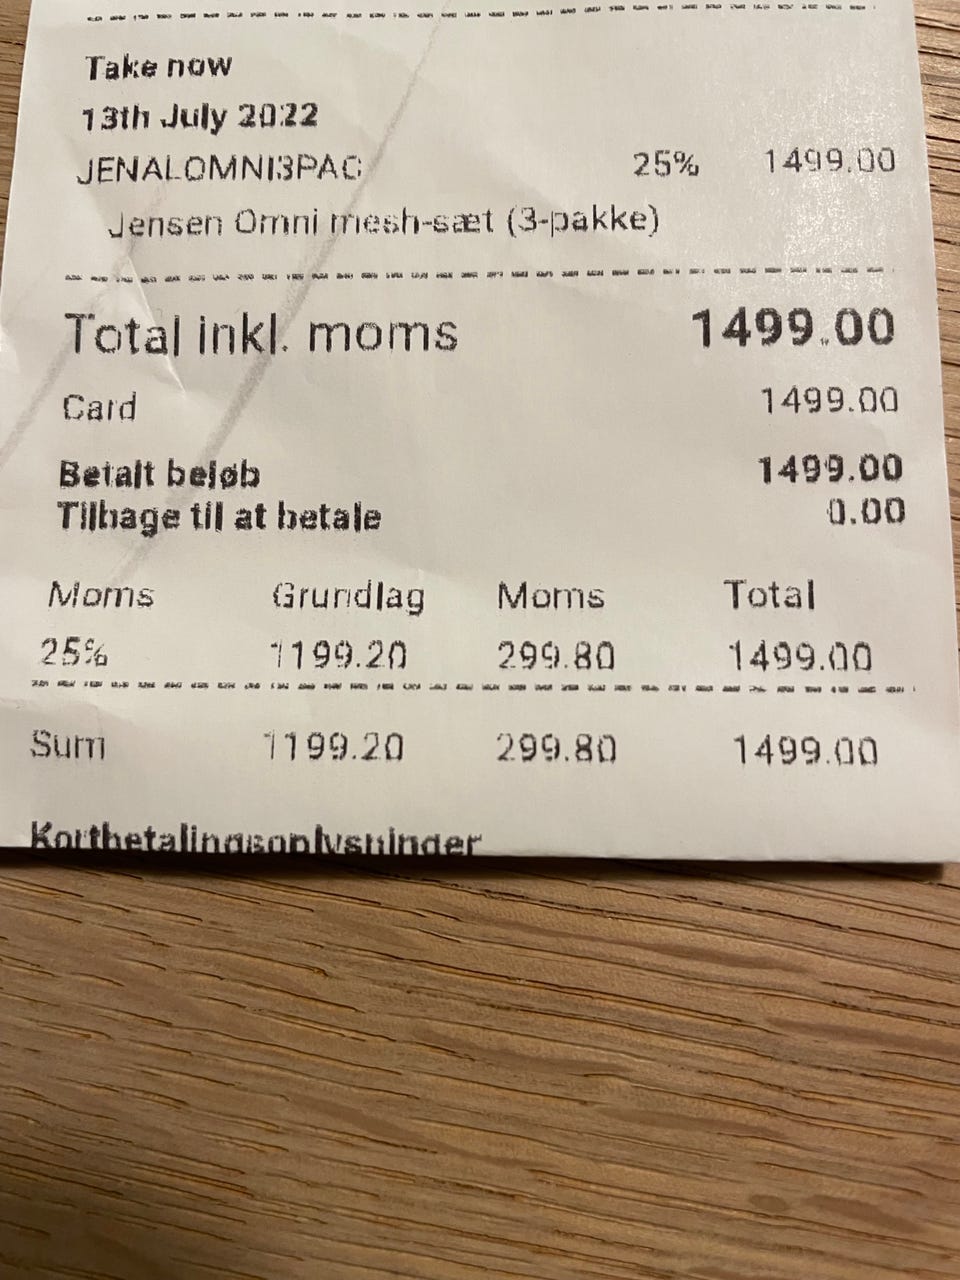 Take now
13th July 2022
JENALOMNI3PAC 25% 1499.00
Jensen Omni mesh-sæt (3-pakke)
Total inkl. moms 1499.00
Card 1499.00
Betalt beløb 1499.00
Tilbage til at betale 0.00
Moms Grundlag Moms Total
25% 1199.20 299.80 1499.00
Sum 1199.20 299.80 1499.00
Kortbetalingsoplysninger